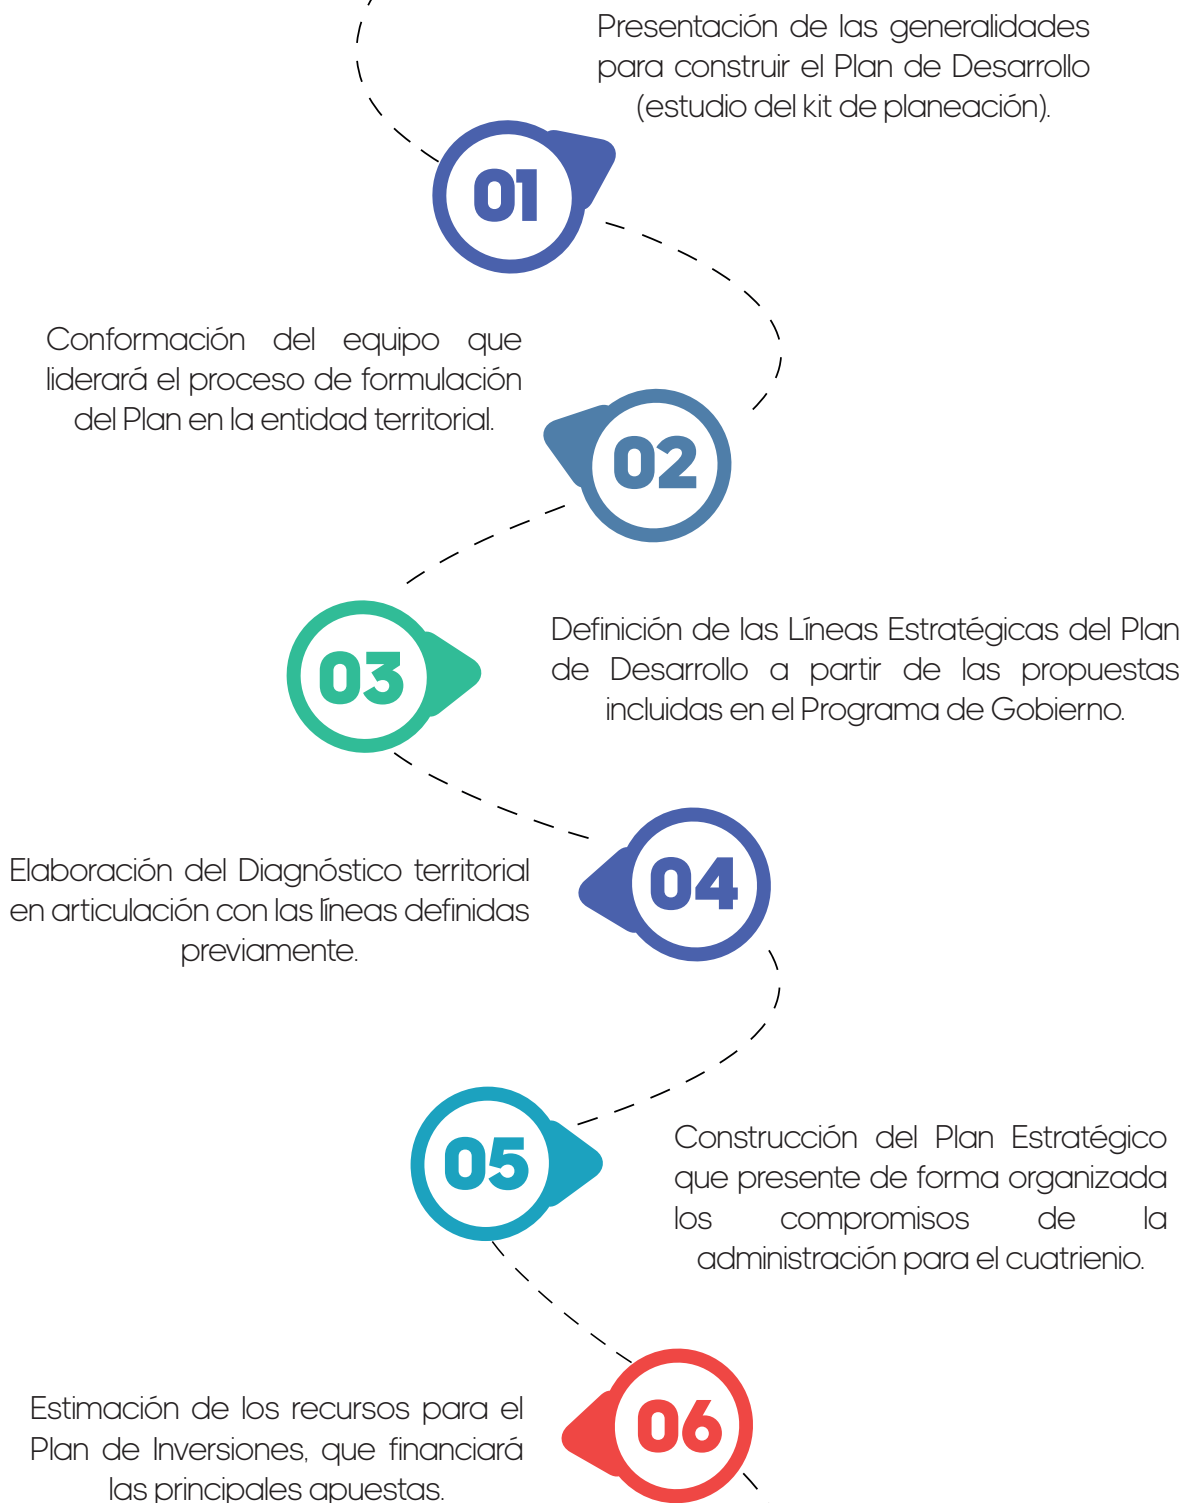 Presentación de las generalidades
para construir el Plan de Desarrollo
(estudio del kit de planeación).
01
Conformación del equipo que
liderará el proceso de formulación
del Plan en la entidad territorial.
02
03
Definición de las Líneas Estratégicas del Plan
de Desarrollo a partir de las propuestas
incluidas en el Programa de Gobierno.
Elaboración del Diagnóstico territorial
en articulación con las líneas definidas
previamente.
04
05
Construcción del Plan Estratégico
que presente de forma organizada
los compromisos de la
administración para el cuatrienio.
Estimación de los recursos para el
Plan de Inversiones, que financiará
las principales apuestas.
06